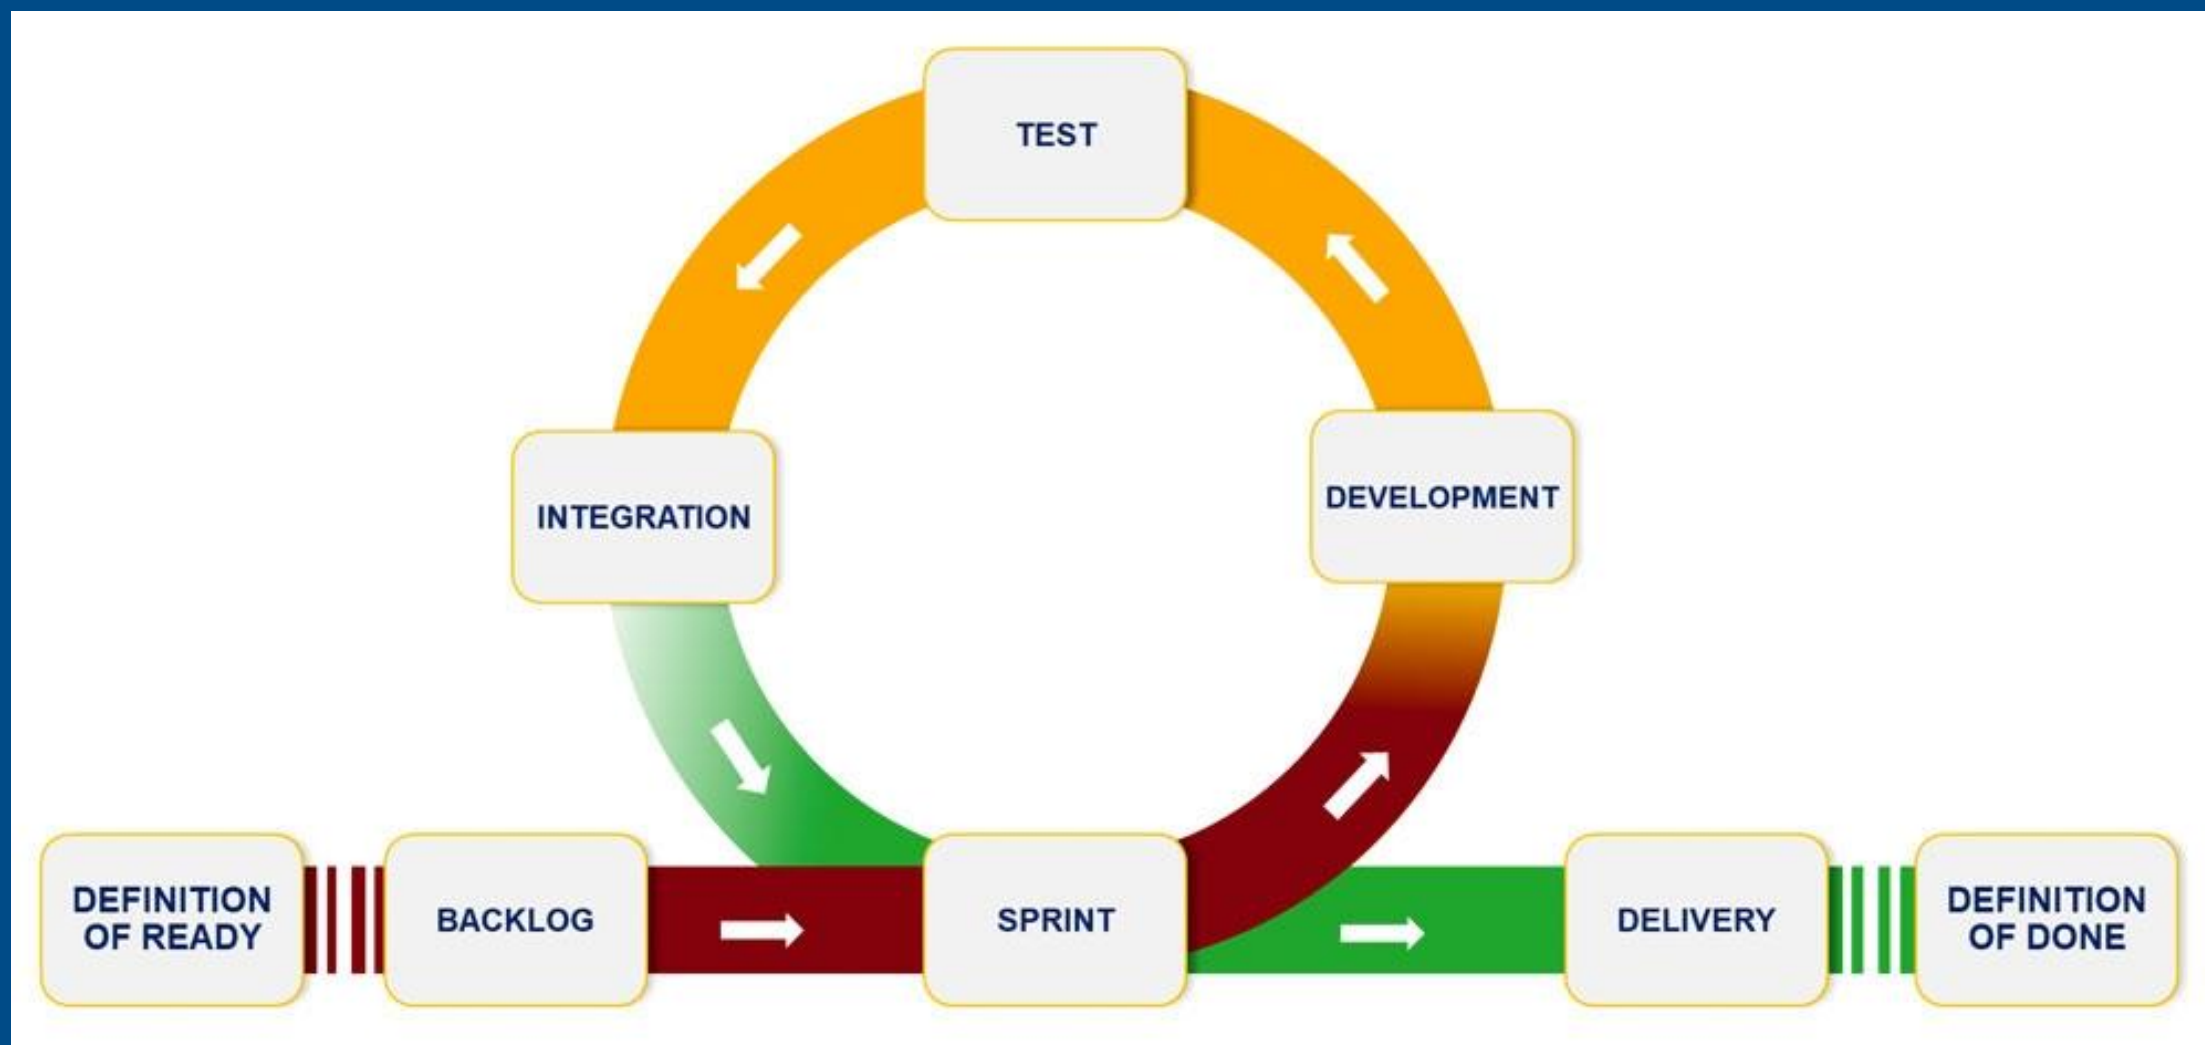 TEST
INTEGRATION
DEVELOPMENT
DEFINITION
OF READY
BACKLOG
SPRINT
DELIVERY
DEFINITION
OF DONE